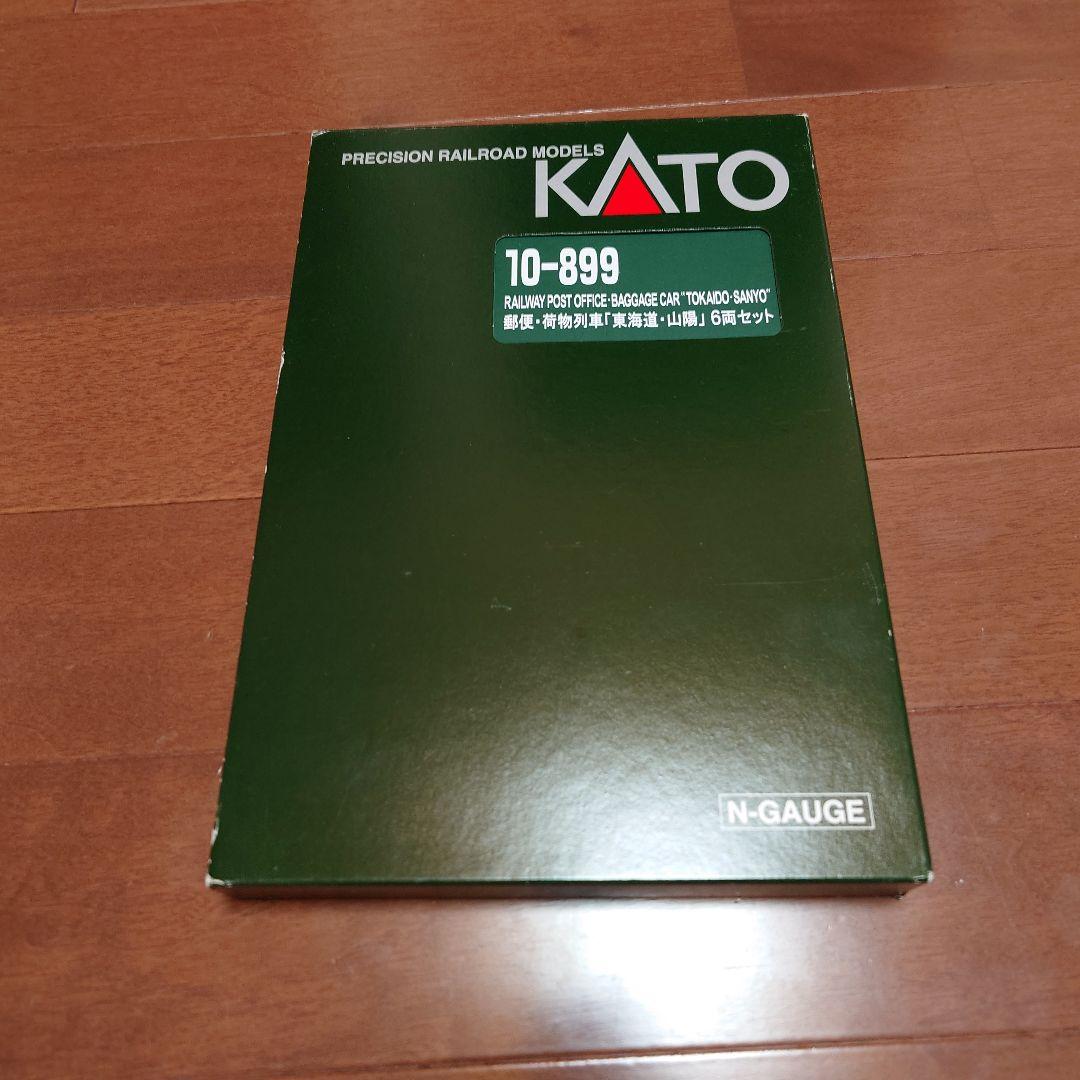 PRECISION RAILROAD MODELS
KATO
10-899
RAILWAY POST OFFICE・BAGGAGE CAR "TOKAIDO・SANYO"
郵便・荷物列車「東海道・山陽」6両セット
N-GAUGE